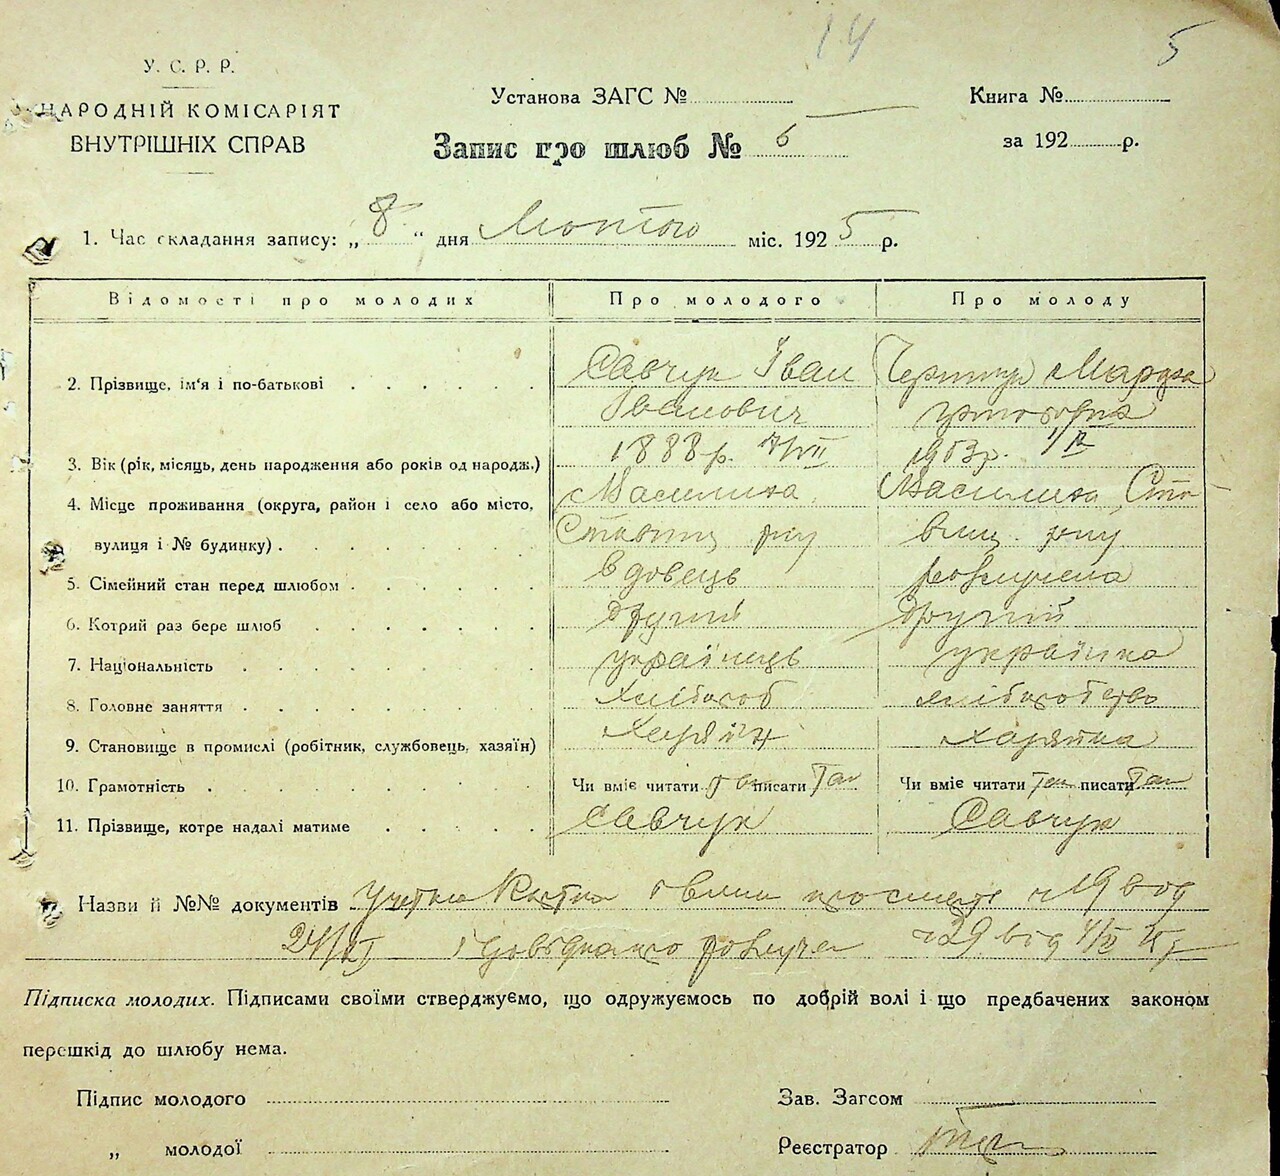 14
5
У. С. Р. Р.
НАРОДНІЙ КОМІСАРІЯТ
ВНУТРІШНІХ СПРАВ
Установа ЗАГС №
Книга №
Запис про шлюб № 6
за 192 р.
1. Час складання запису: „ 8 “ дня Лютого міс. 1925 р.
Відомості про молодих Про молодого Про молоду
2. Прізвище, ім'я і по-батькові Савчук Іван
Іванович
3. Вік (рік, місяць, день народження або років од народж.) 1888 р. 7/VII
4. Місце проживання (округа, район і село або місто,
вулиця і № будинку)
5. Сімейний стан перед шлюбом вдовець розлучена
6. Котрий раз бере шлюб другий другий
7. Національність українець українка
8. Головне заняття хлібороб хліборобство
9. Становище в промислі (робітник, службовець, хазяїн) Хазяїн хазяйка
10. Грамотність Чи вміє читати писати Так Чи вміє читати Так писати Так
11. Прізвище, котре надалі матиме Савчук Савчук
Назви й №№ документів
Підписка молодих. Підписами своїми стверджуємо, що одружуємось по добрій волі і що предбачених законом
перешкід до шлюбу нема.
Підпис молодого Зав. Загсом
„ молодої Реєстратор